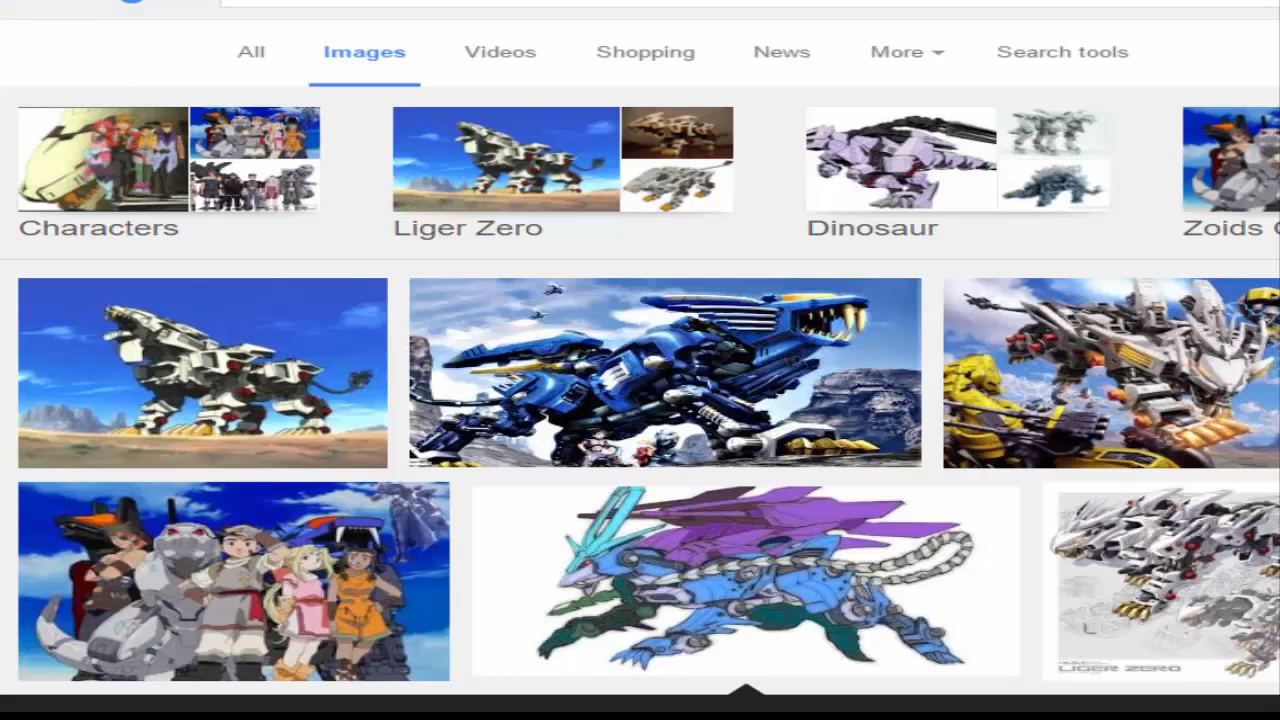 All Images Videos Shopping News More Search tools
Characters Liger Zero Dinosaur Zoids
LIGER ZERO